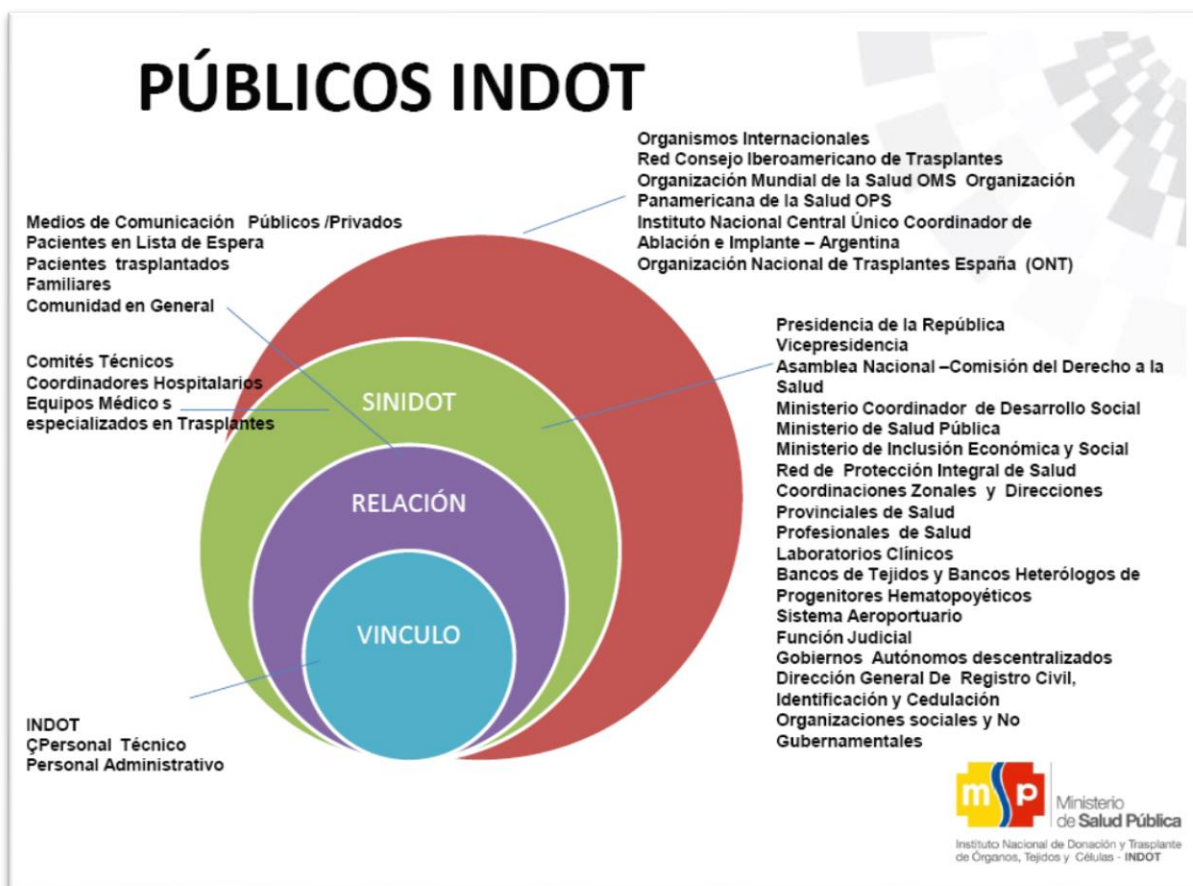 PÚBLICOS INDOT
Organismos Internacionales
Red Consejo Iberoamericano de Trasplantes
Organización Mundial de la Salud OMS Organización
Panamericana de la Salud OPS
Instituto Nacional Central Único Coordinador de
Ablación e Implante – Argentina
Organización Nacional de Trasplantes España (ONT)
Medios de Comunicación Públicos /Privados
Pacientes en Lista de Espera
Pacientes trasplantados
Familiares
Comunidad en General
Comités Técnicos
Coordinadores Hospitalarios
Equipos Médico s
especializados en Trasplantes
SINIDOT
RELACIÓN
VINCULO
Presidencia de la República
Vicepresidencia
Asamblea Nacional –Comisión del Derecho a la
Salud
Ministerio Coordinador de Desarrollo Social
Ministerio de Salud Pública
Ministerio de Inclusión Económica y Social
Red de Protección Integral de Salud
Coordinaciones Zonales y Direcciones
Provinciales de Salud
Profesionales de Salud
Laboratorios Clínicos
Bancos de Tejidos y Bancos Heterólogos de
Progenitores Hematopoyéticos
Sistema Aeroportuario
Función Judicial
Gobiernos Autónomos descentralizados
Dirección General De Registro Civil,
Identificación y Cedulación
Organizaciones sociales y No
Gubernamentales
INDOT
ÇPersonal Técnico
Personal Administrativo
msp
Ministerio
de Salud Pública
Instituto Nacional de Donación y Trasplante
de Órganos, Tejidos y Células - INDOT